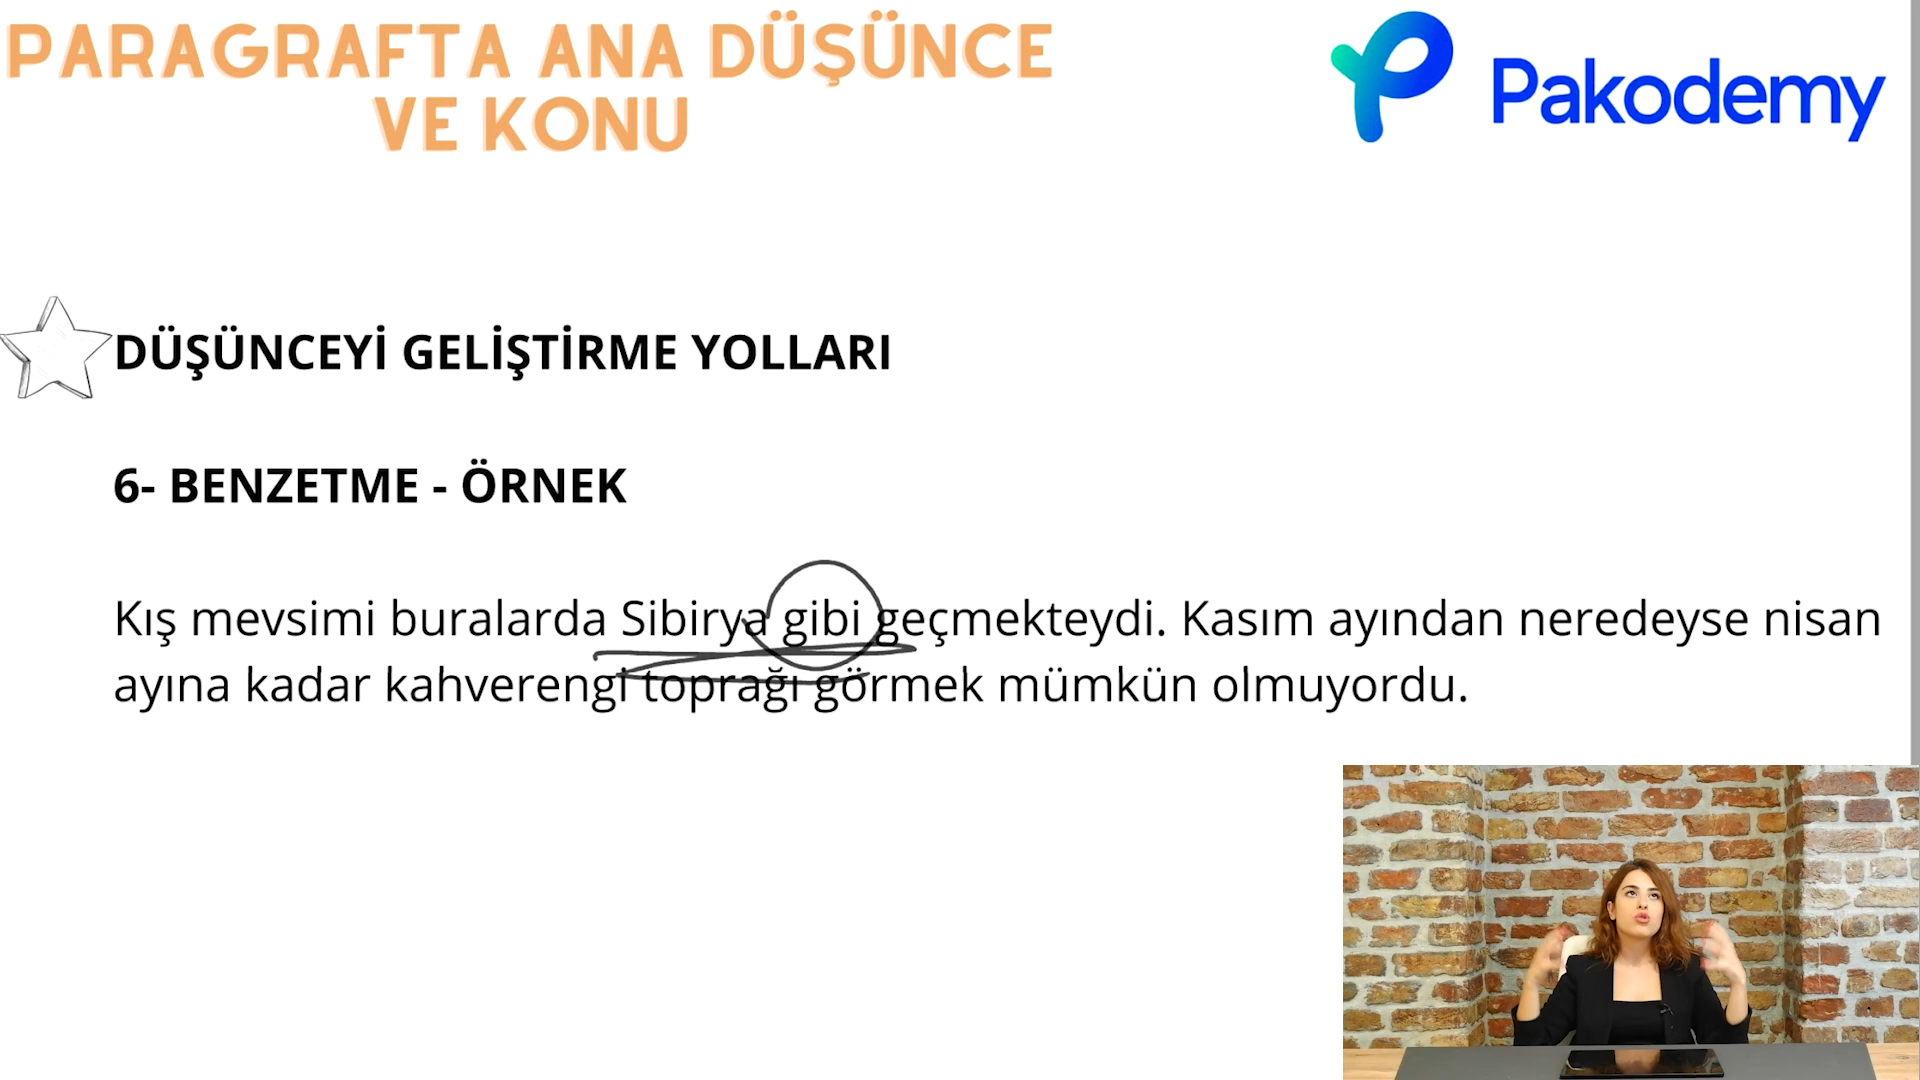 PARAGRAFTA ANA DÜŞÜNCE
VE KONU
Pakodemy
DÜŞÜNCEYİ GELİŞTİRME YOLLARI
6- BENZETME - ÖRNEK
Kış mevsimi buralarda Sibirya gibi geçmekteydi. Kasım ayından neredeyse nisan
ayına kadar kahverengi toprağı görmek mümkün olmuyordu.